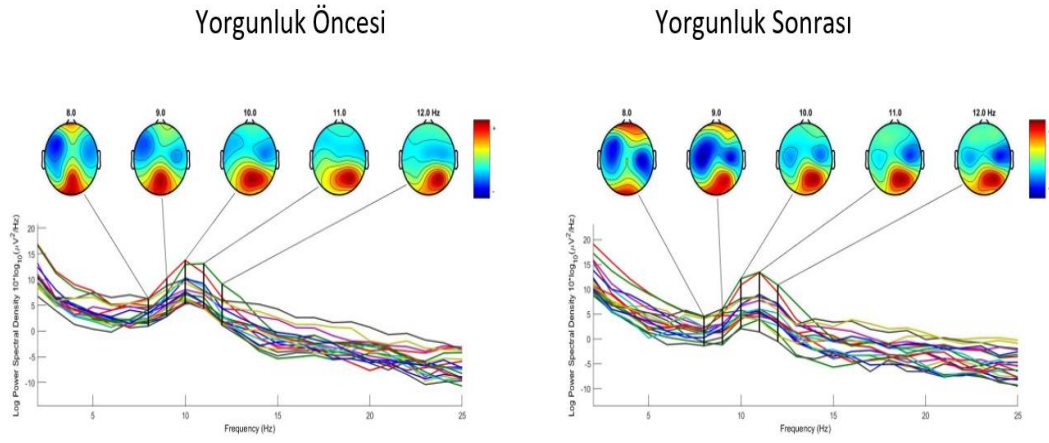 Yorgunluk Öncesi
Yorgunluk Sonrası
8.0 9.0 10.0 11.0 12.0 Hz
+
-
Log Power Spectral Density 10*log10(μV²/Hz)
20
15
10
5
0
-5
-10
5 10 15 20 25
Frequency (Hz)
8.0 9.0 10.0 11.0 12.0 Hz
Log Power Spectral Density 10*log10(μV²/Hz)
20
15
10
5
0
-5
-10
5 10 15 20 25
Frequency (Hz)